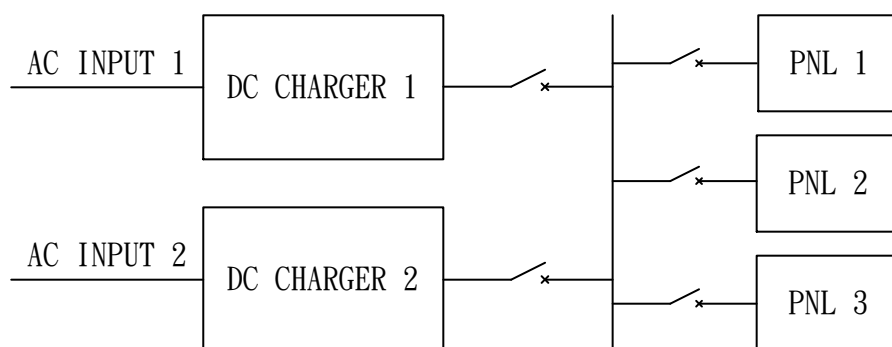 AC INPUT 1
DC CHARGER 1
PNL 1
PNL 2
AC INPUT 2
DC CHARGER 2
PNL 3